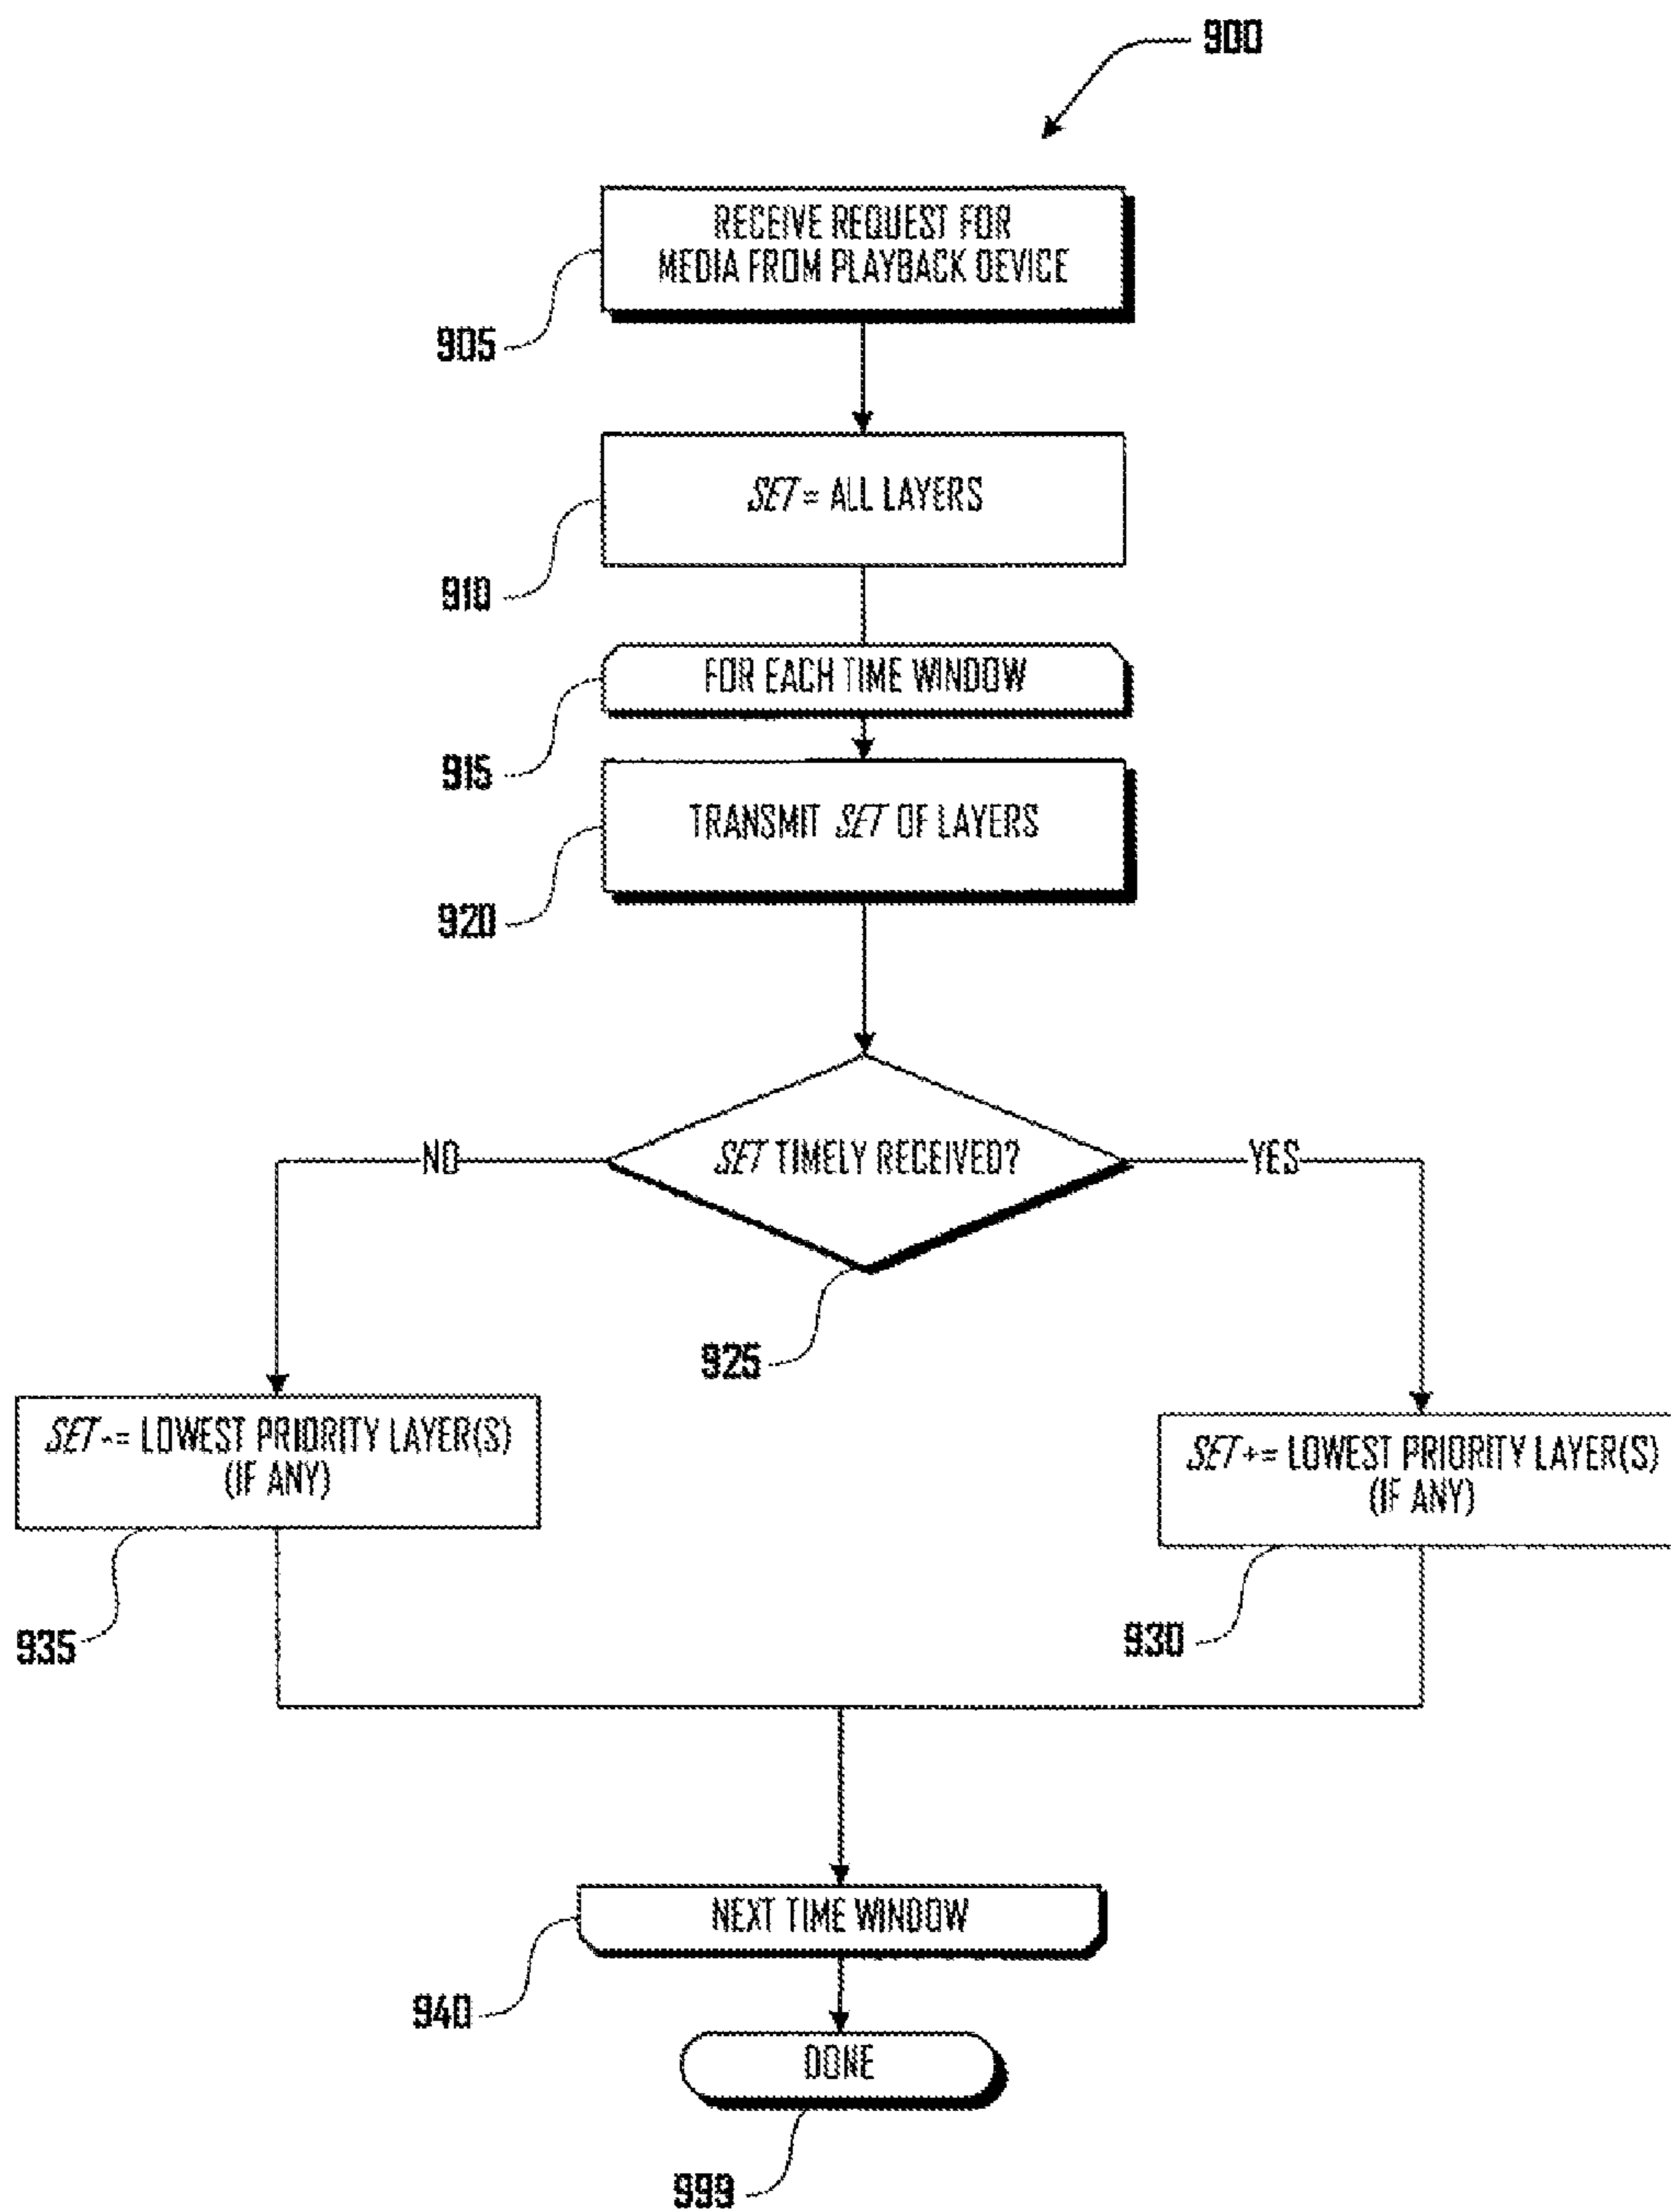 900
RECEIVE REQUEST FOR
MEDIA FROM PLAYBACK DEVICE
905
SET = ALL LAYERS
910
FOR EACH TIME WINDOW
915
TRANSMIT SET OF LAYERS
920
SET TIMELY RECEIVED?
NO
YES
925
SET -= LOWEST PRIORITY LAYER(S)
(IF ANY)
935
SET += LOWEST PRIORITY LAYER(S)
(IF ANY)
930
NEXT TIME WINDOW
940
DONE
999